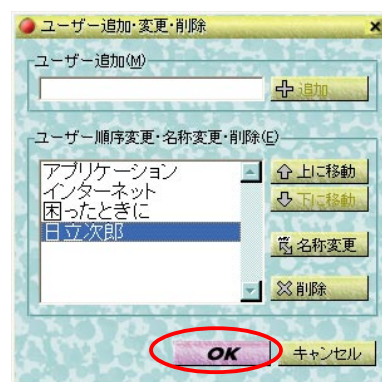 ユーザー追加・変更・削除
ユーザー追加(M)
追加
ユーザー順序変更・名称変更・削除(E)
アプリケーション
インターネット
困ったときに
日立次郎
上に移動
下に移動
名称変更
削除
OK
キャンセル